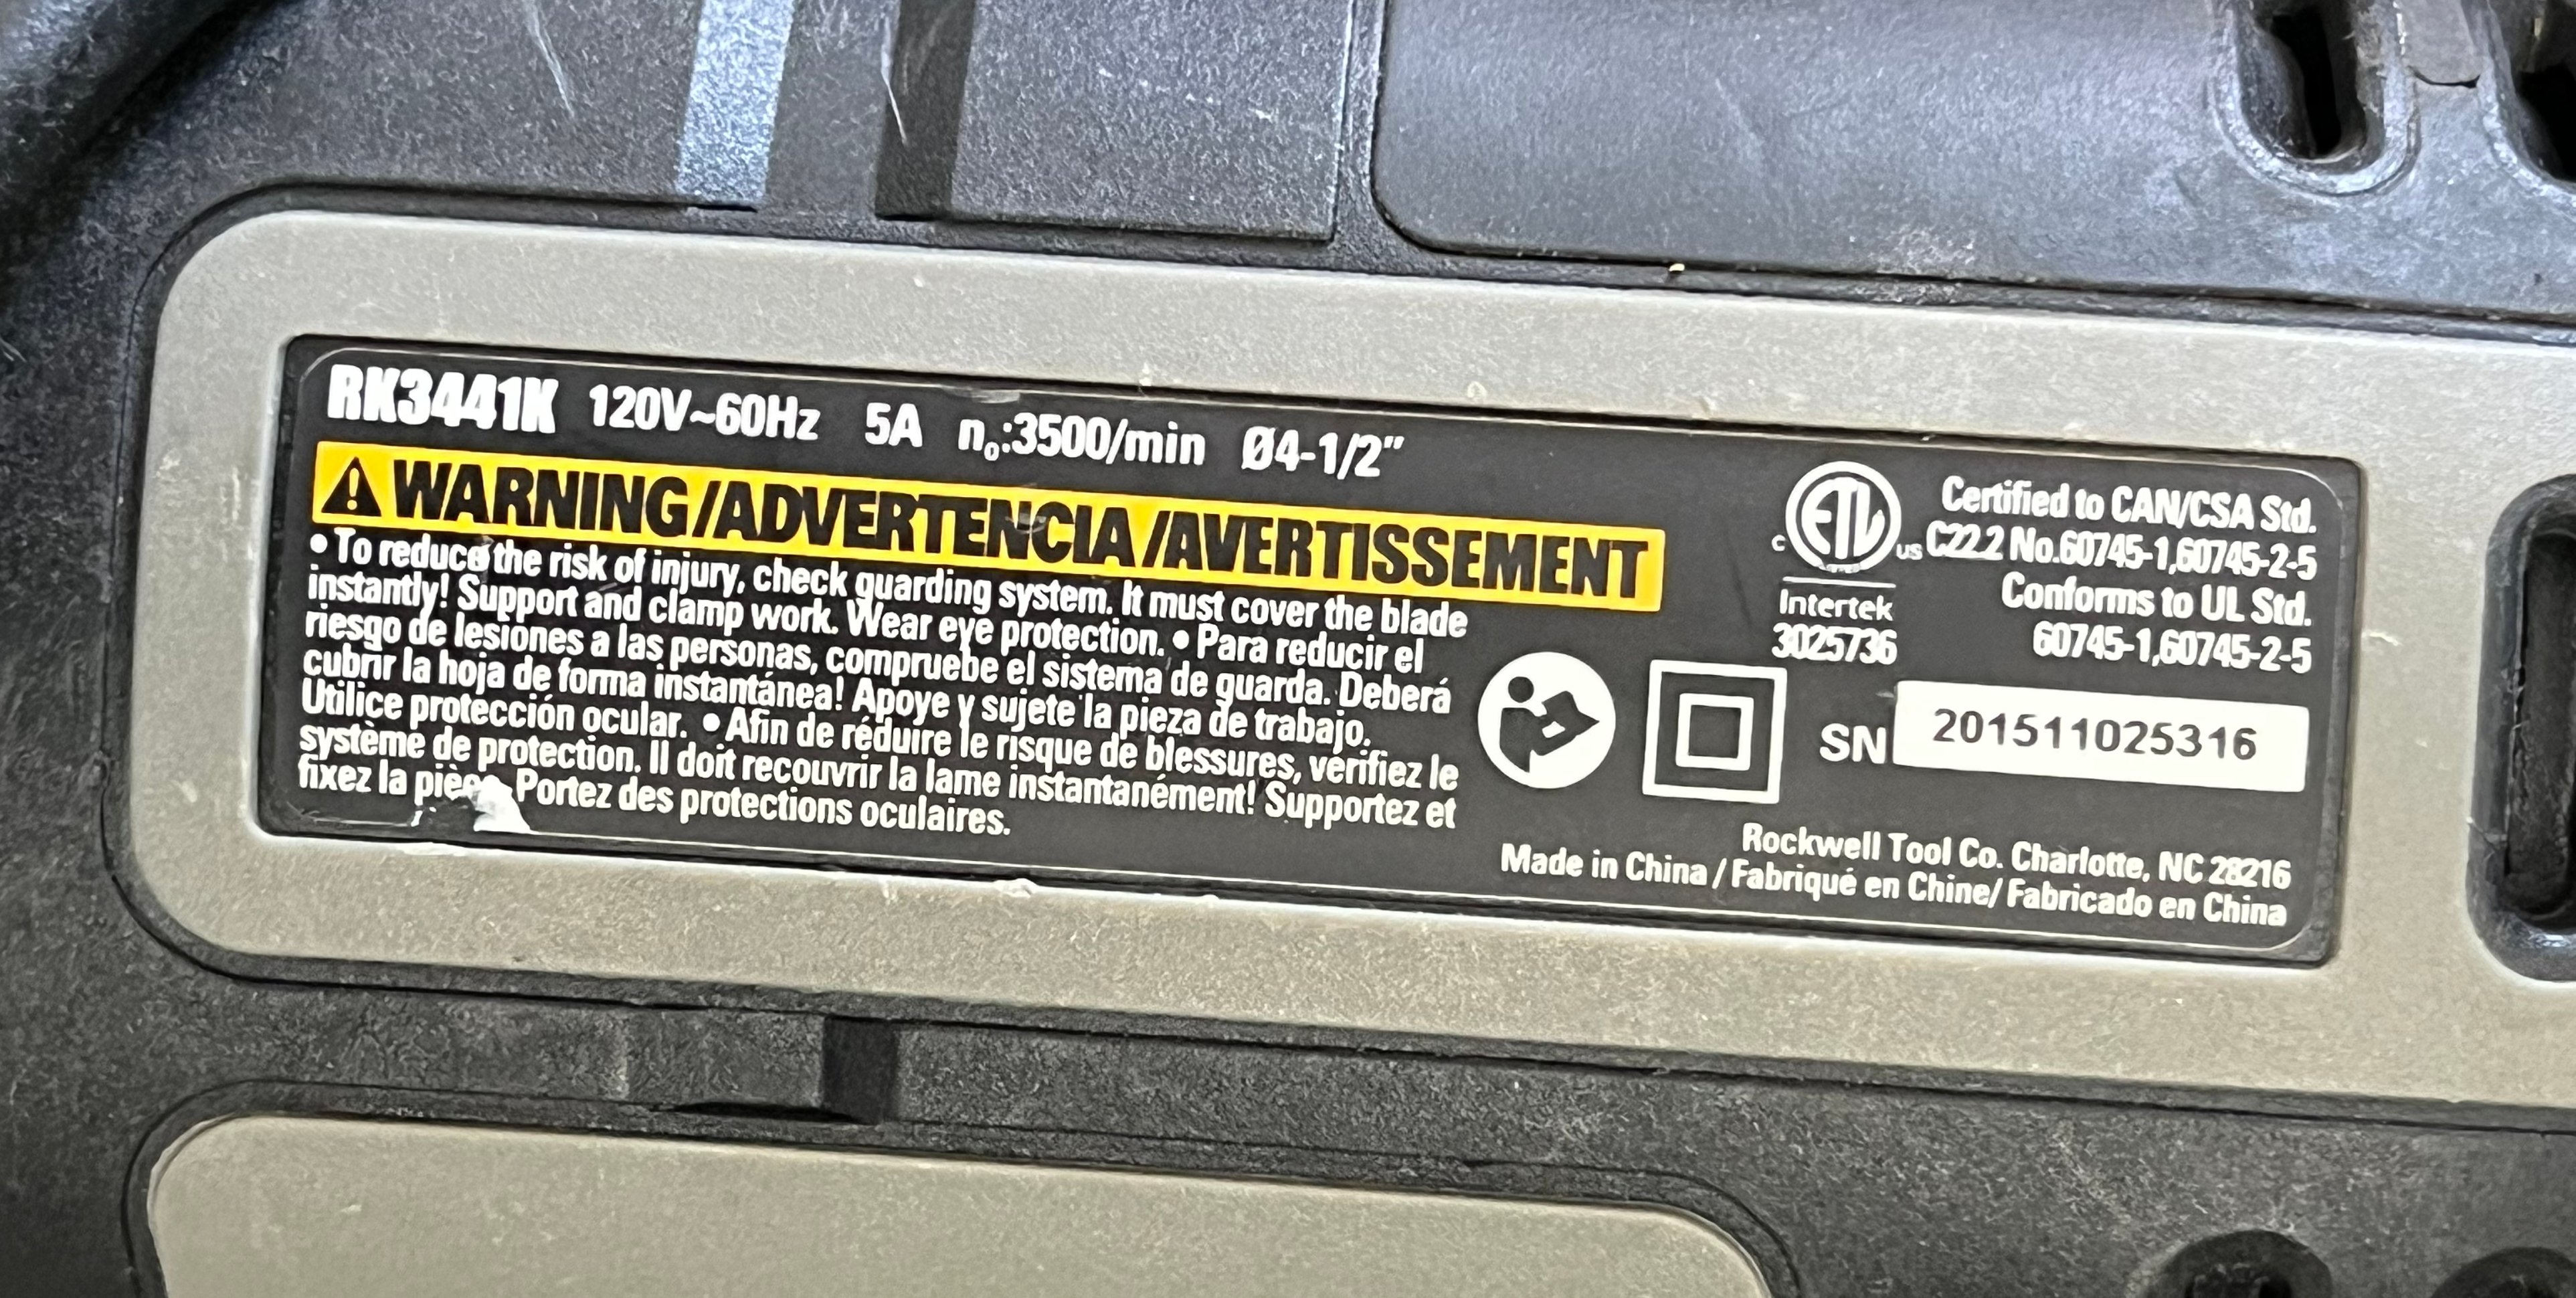 RK3441K 120V~60Hz 5A n₀:3500/min Ø4-1/2"
WARNING/ADVERTENCIA/AVERTISSEMENT
• To reduce the risk of injury, check guarding system. It must cover the blade
instantly! Support and clamp work. Wear eye protection. • Para reducir el
riesgo de lesiones a las personas, compruebe el sistema de guarda. Deberá
cubrir la hoja de forma instantánea! Apoye y sujete la pieza de trabajo.
Utilice protección ocular. • Afin de réduire le risque de blessures, vérifiez le
système de protection. Il doit recouvrir la lame instantanément! Supportez et
fixez la Portez des protections oculaires.
c ETL us
Intertek
3025736
Certified to CAN/CSA Std.
C22.2 No.60745-1,60745-2-5
Conforms to UL Std.
60745-1,60745-2-5
SN 201511025316
Rockwell Tool Co. Charlotte, NC 28216
Made in China / Fabriqué en Chine/ Fabricado en China